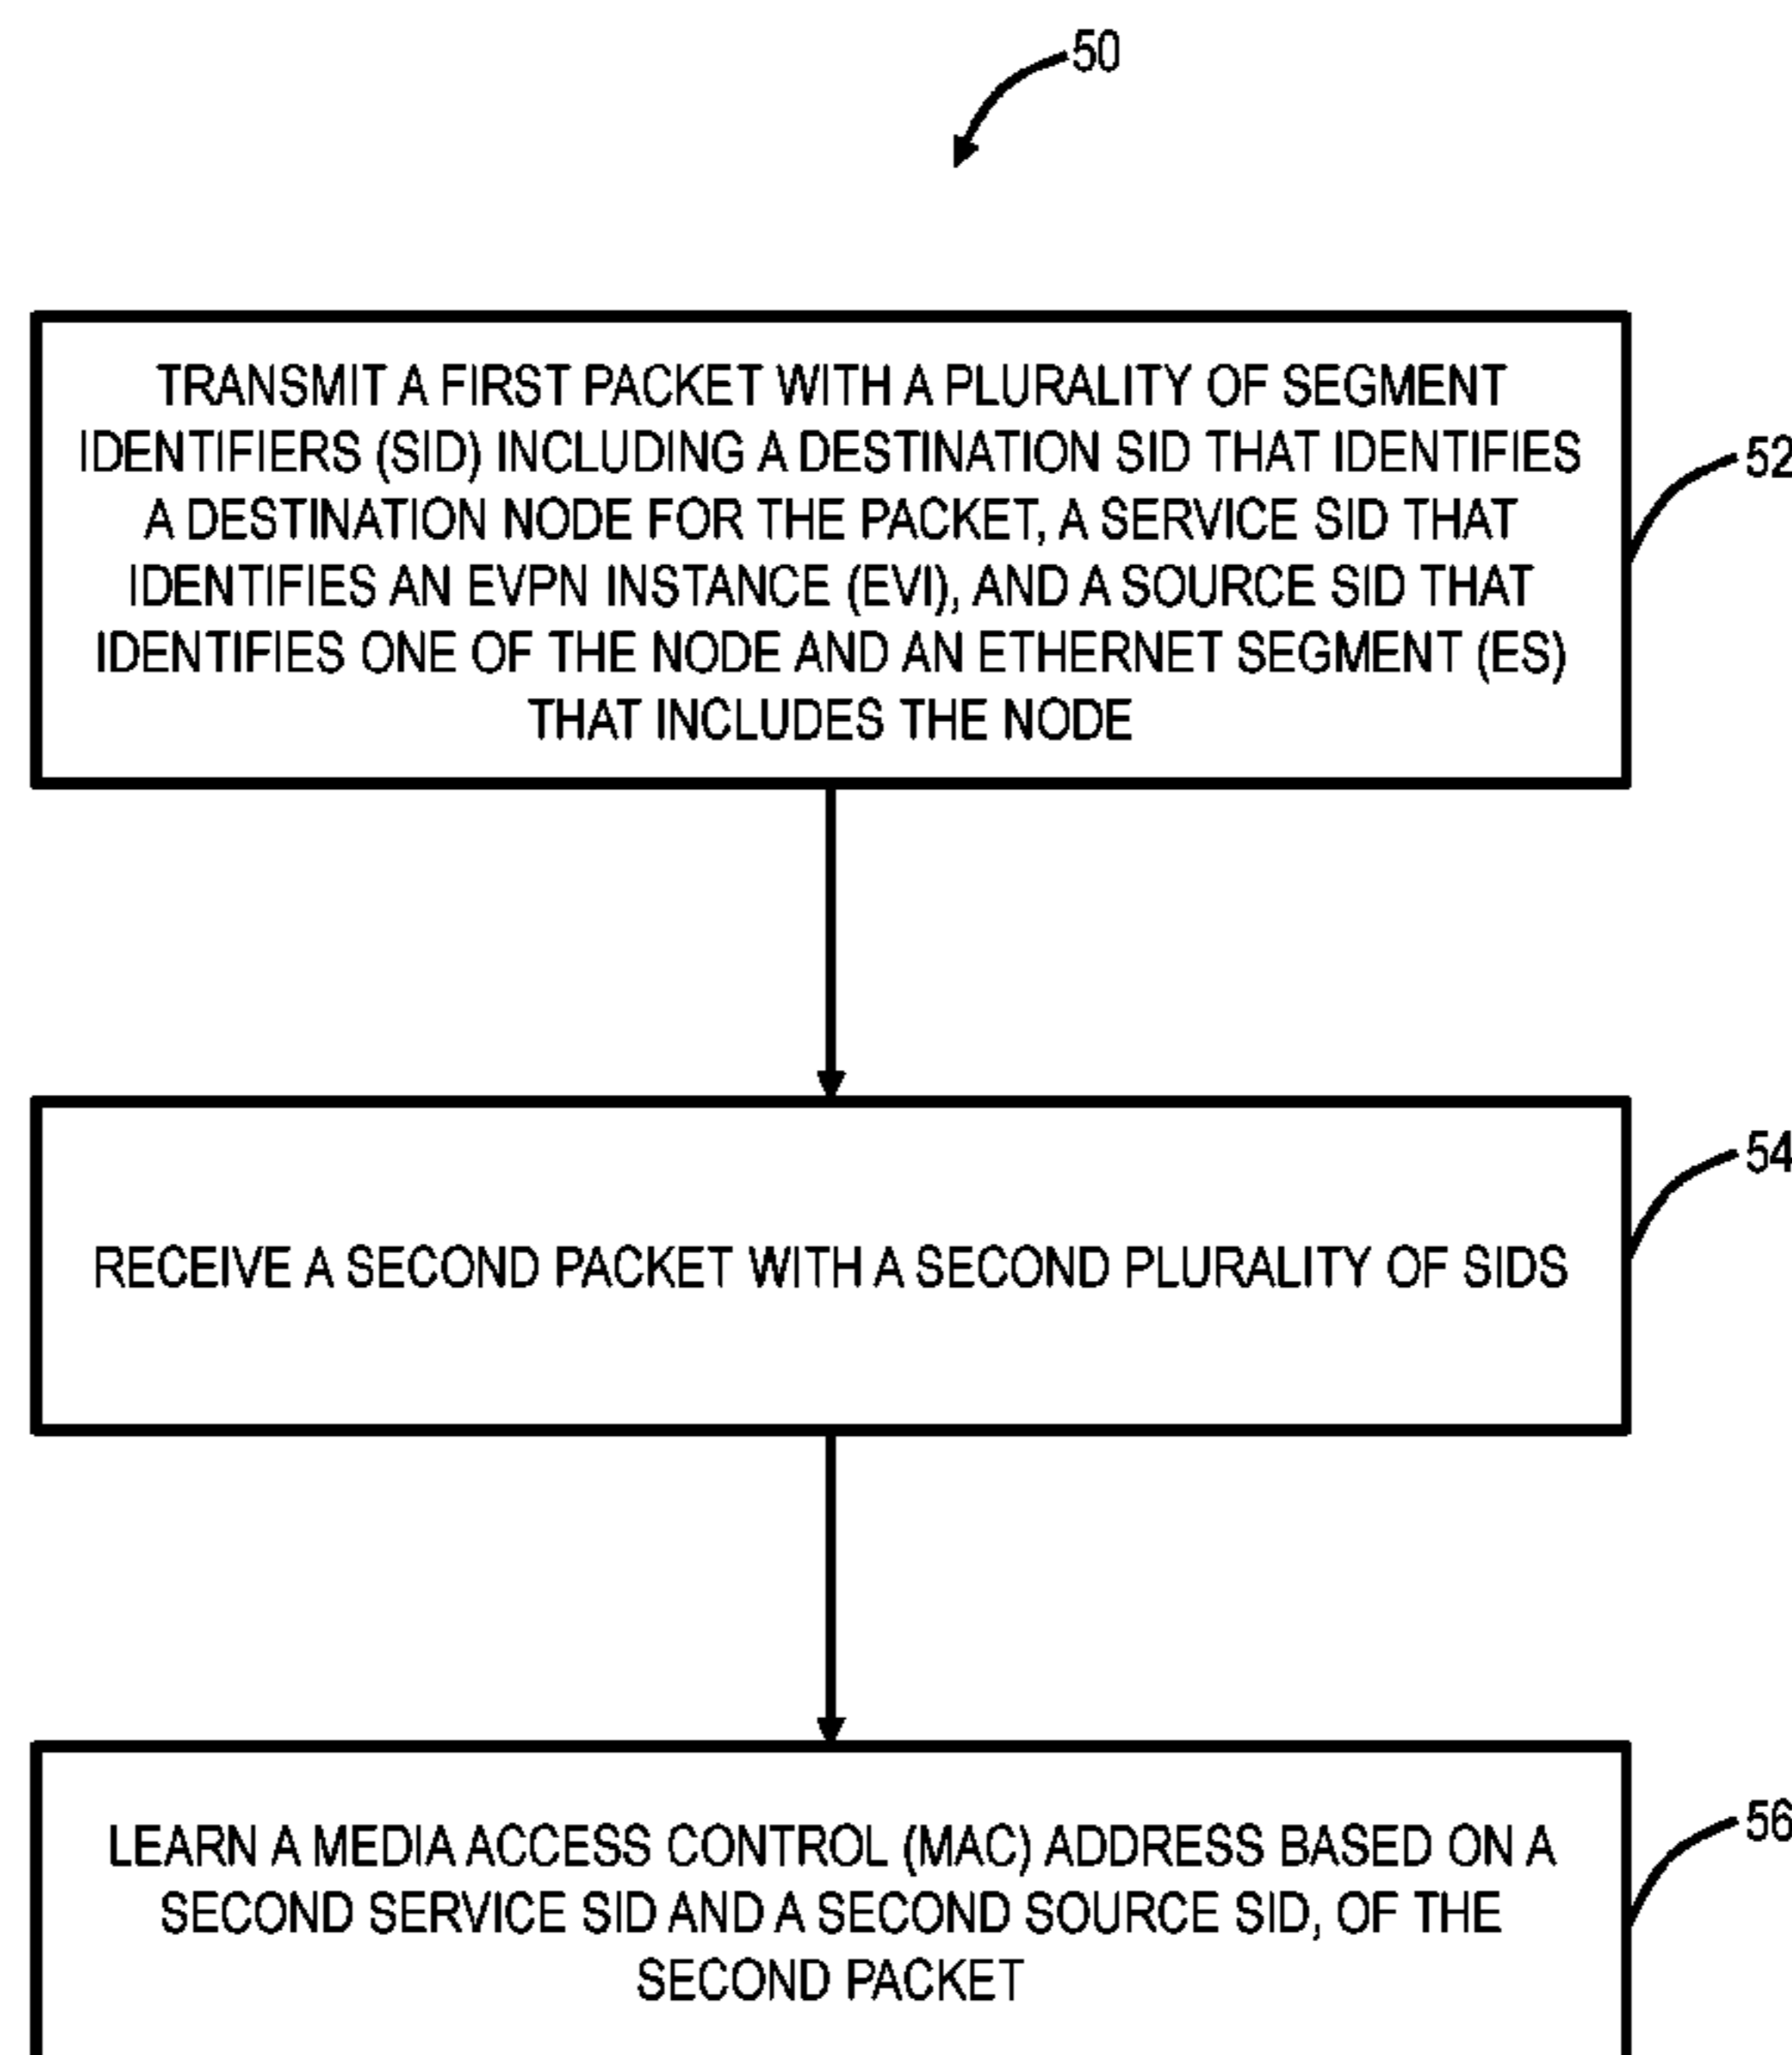 50
TRANSMIT A FIRST PACKET WITH A PLURALITY OF SEGMENT
IDENTIFIERS (SID) INCLUDING A DESTINATION SID THAT IDENTIFIES
A DESTINATION NODE FOR THE PACKET, A SERVICE SID THAT
IDENTIFIES AN EVPN INSTANCE (EVI), AND A SOURCE SID THAT
IDENTIFIES ONE OF THE NODE AND AN ETHERNET SEGMENT (ES)
THAT INCLUDES THE NODE
52
RECEIVE A SECOND PACKET WITH A SECOND PLURALITY OF SIDS
54
LEARN A MEDIA ACCESS CONTROL (MAC) ADDRESS BASED ON A
SECOND SERVICE SID AND A SECOND SOURCE SID, OF THE
SECOND PACKET
56